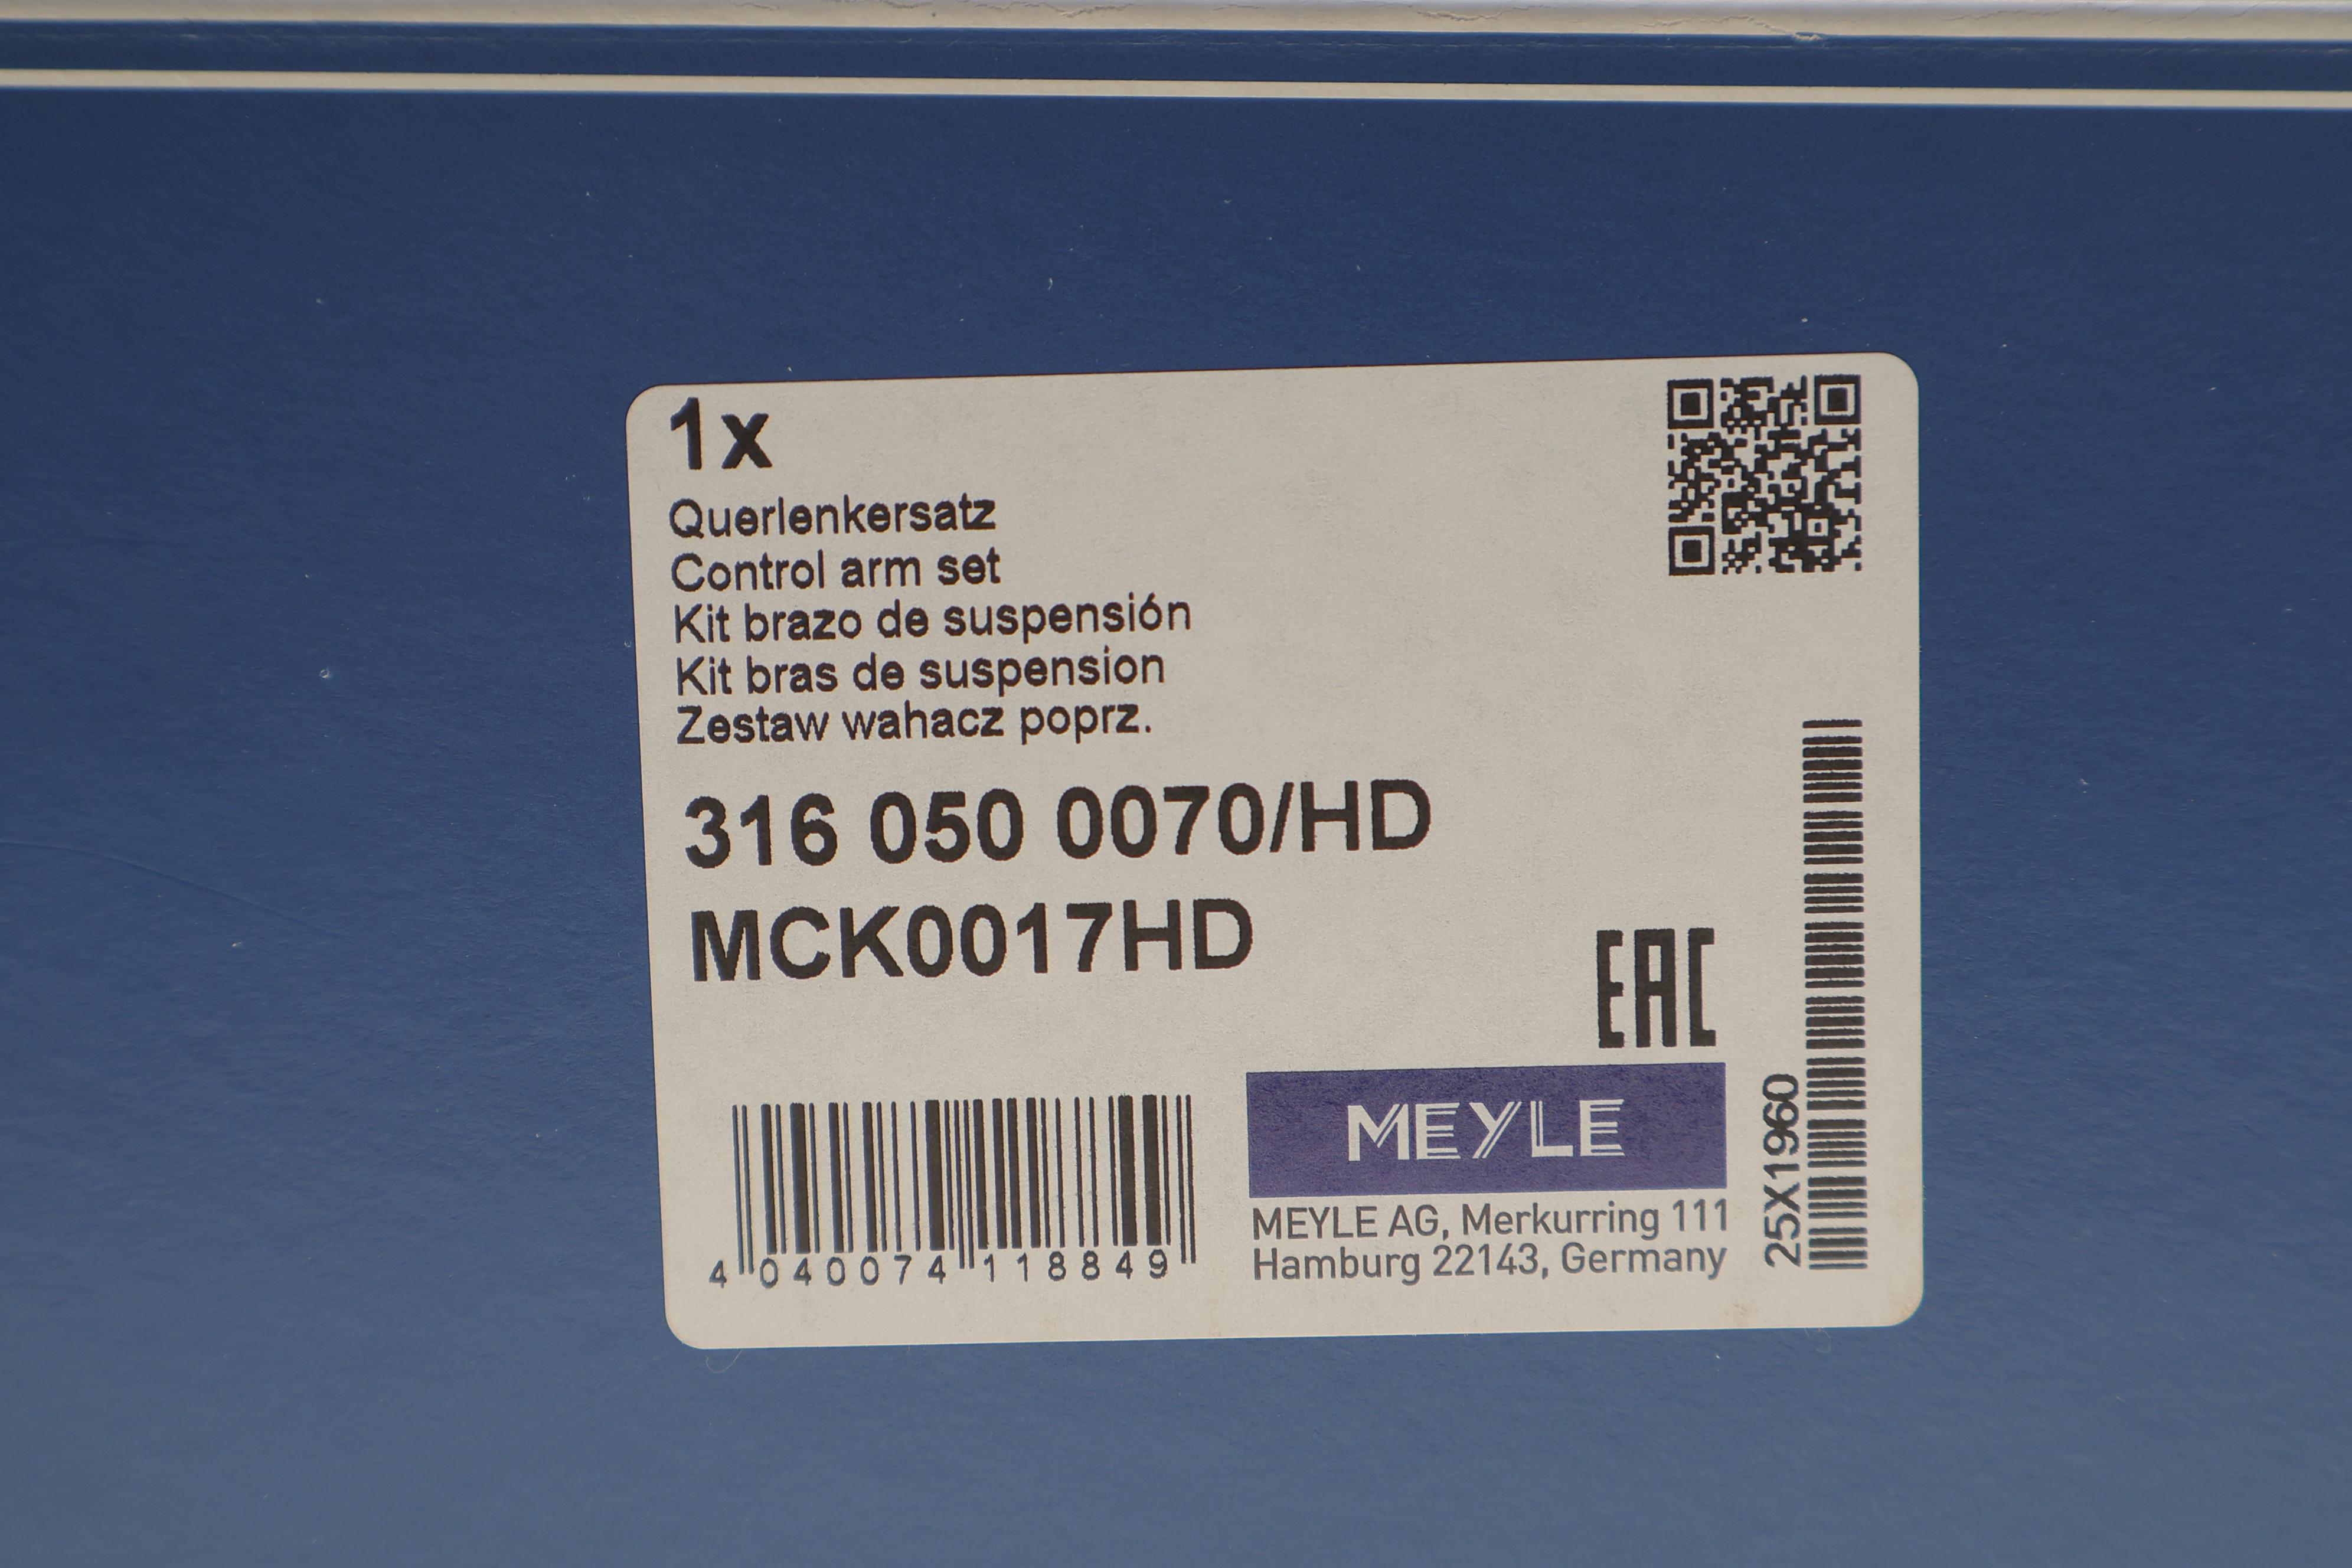 1x
Querlenkersatz
Control arm set
Kit brazo de suspensión
Kit bras de suspension
Zestaw wahacz poprz.
316 050 0070/HD
MCK0017HD
EAC
MEYLE
MEYLE AG, Merkurring 111
Hamburg 22143, Germany
4 040074 118849
25X1960